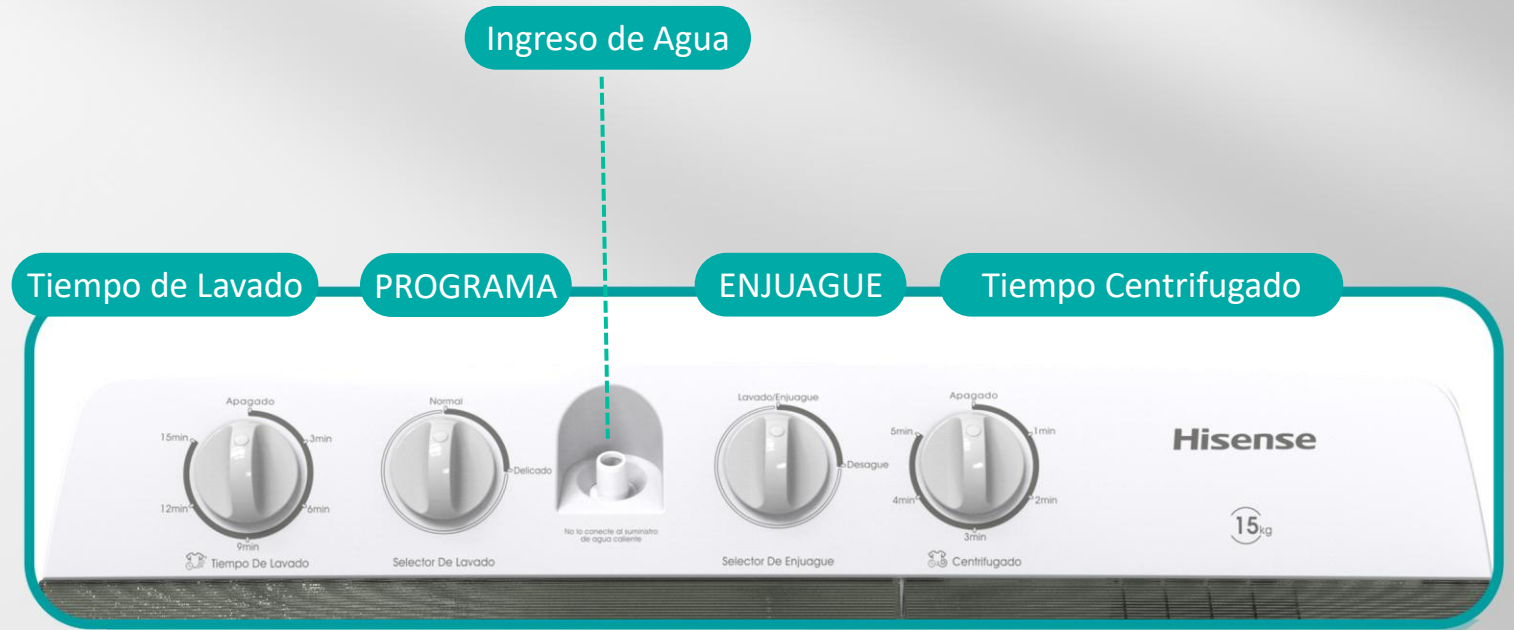 Ingreso de Agua
Tiempo de Lavado
PROGRAMA
ENJUAGUE
Tiempo Centrifugado
Apagado
3min
6min
9min
12min
15min
Tiempo De Lavado
Normal
Delicado
Selector De Lavado
No lo conecte al suministro
de agua caliente
Lavado/Enjuague
Desague
Selector De Enjuague
Apagado
1min
2min
3min
4min
5min
Centrifugado
Hisense
15kg